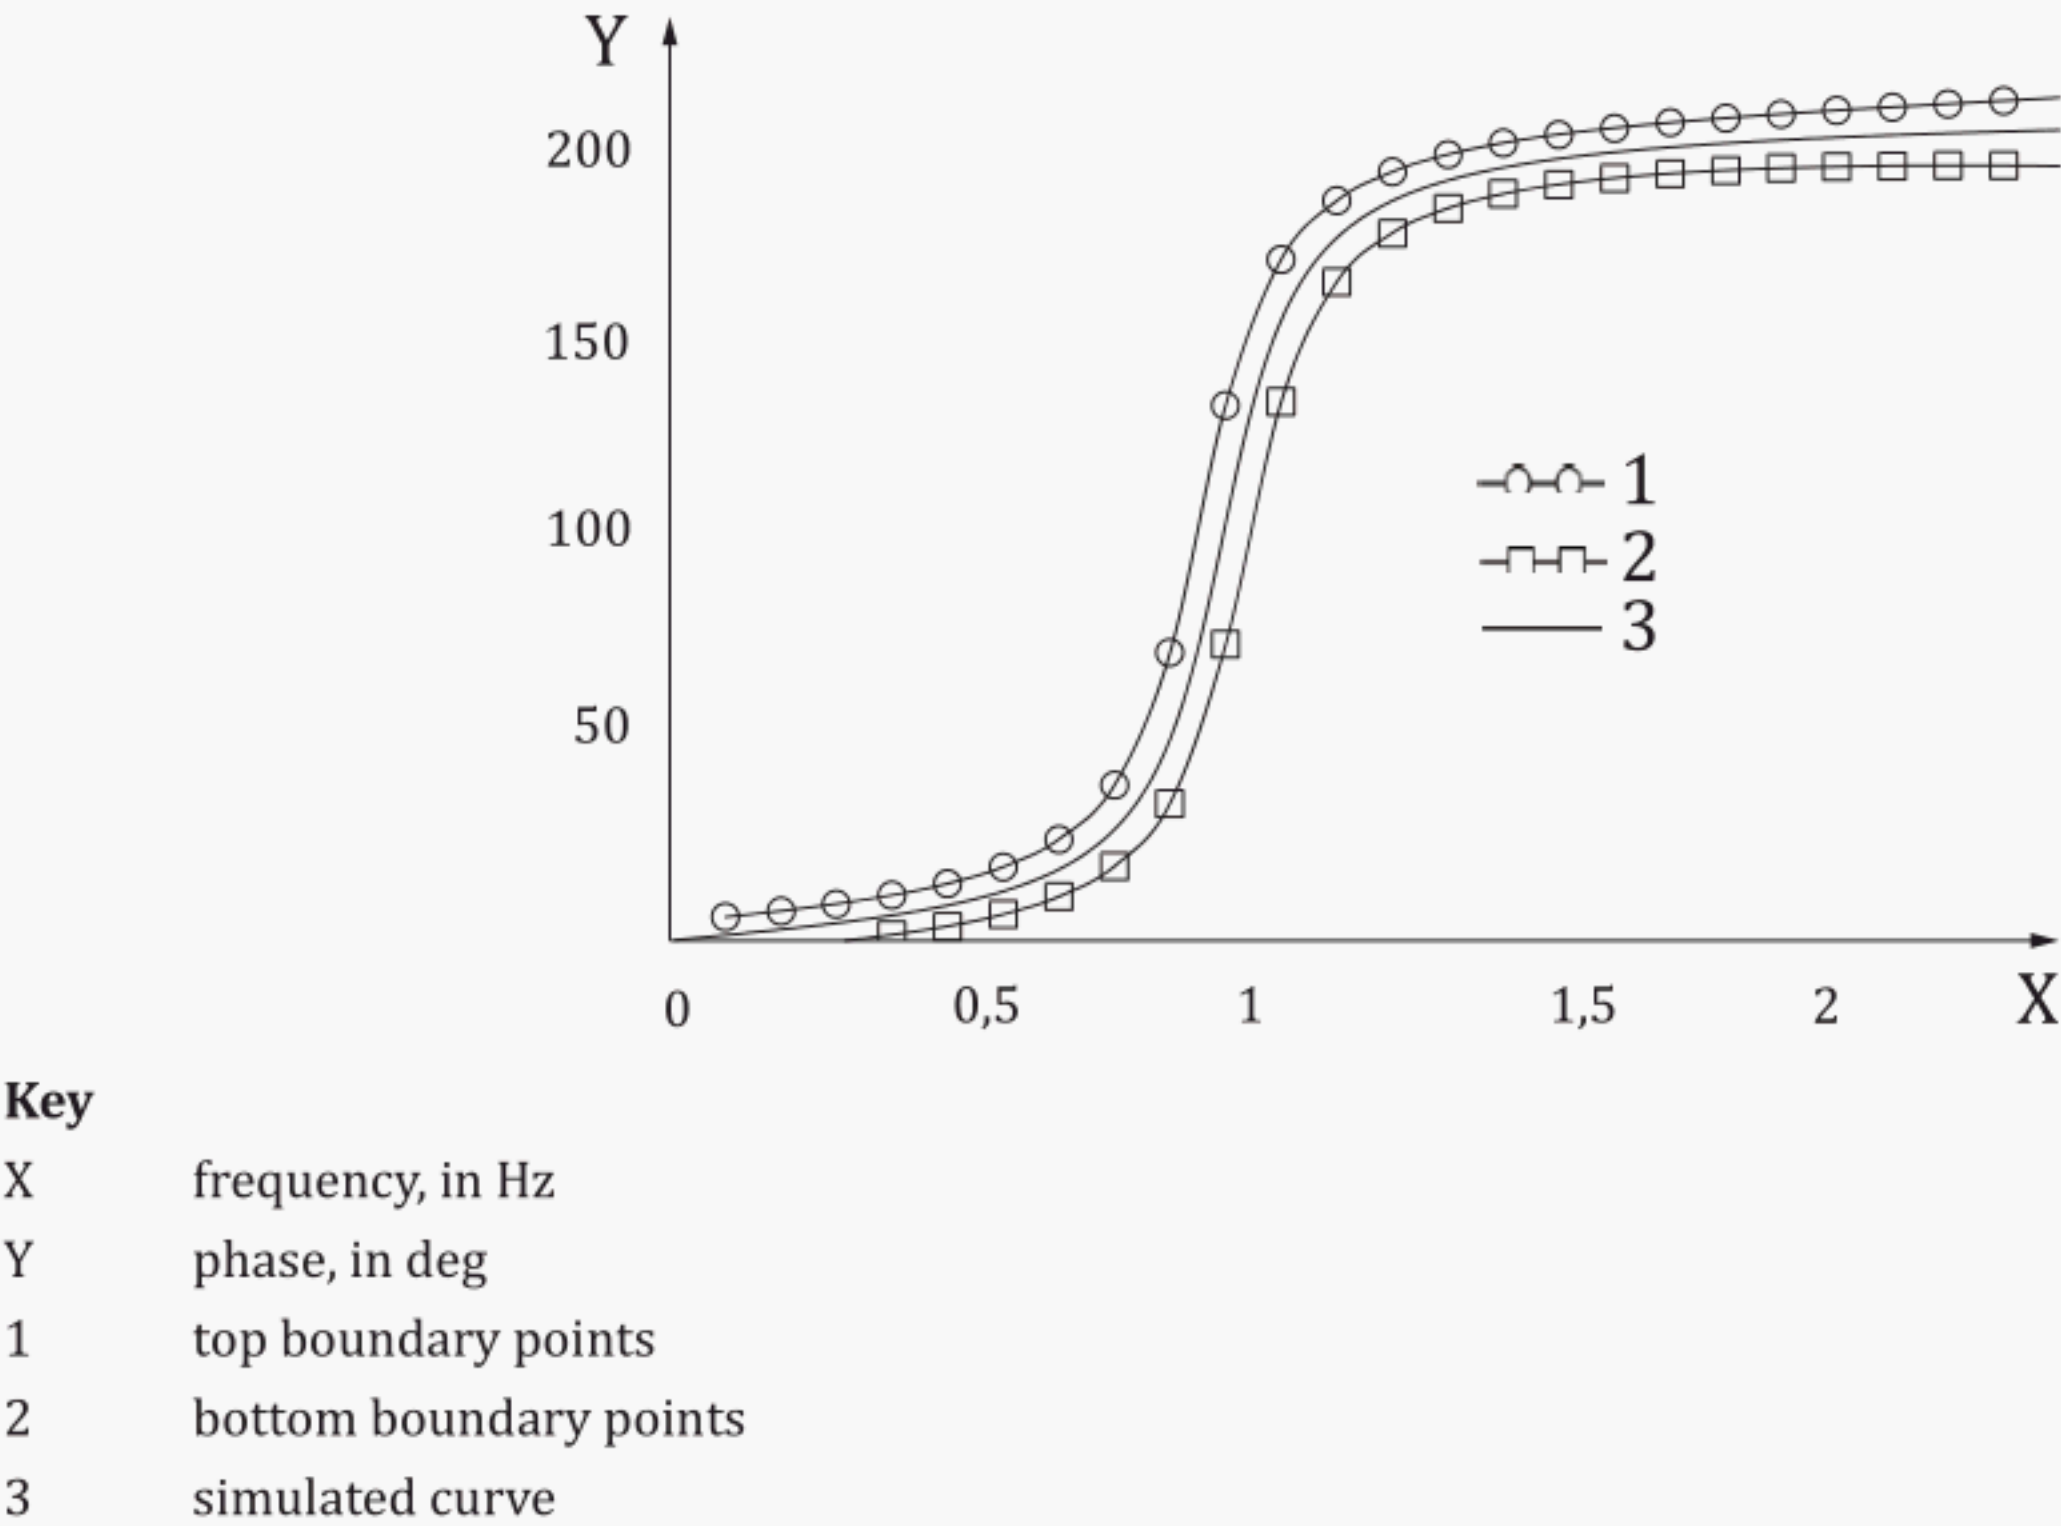 Y
200
150
100
50
1
2
3
0 0,5 1 1,5 2 X
Key
X frequency, in Hz
Y phase, in deg
1 top boundary points
2 bottom boundary points
3 simulated curve